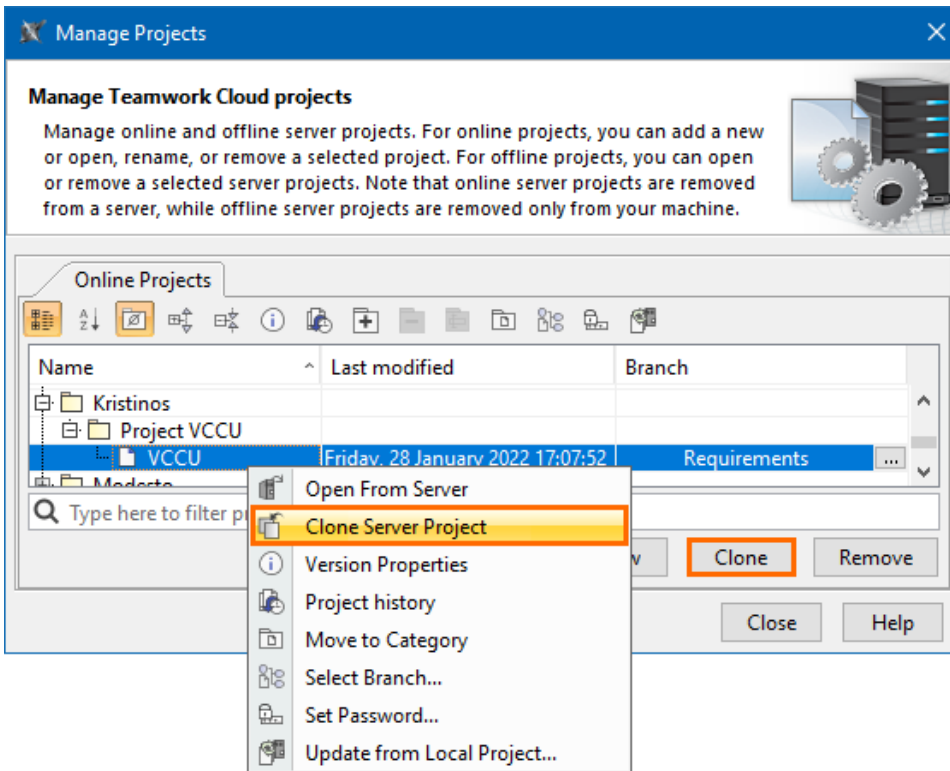 Manage Projects
Manage Teamwork Cloud projects
Manage online and offline server projects. For online projects, you can add a new
or open, rename, or remove a selected project. For offline projects, you can open
or remove a selected server projects. Note that online server projects are removed
from a server, while offline server projects are removed only from your machine.
Online Projects
Name Last modified Branch
Kristinos
Project VCCU
VCCU Friday, 28 January 2022 17:07:52 Requirements ...
Modesto
Type here to filter
Clone Remove
Close Help
Open From Server
Clone Server Project
Version Properties
Project history
Move to Category
Select Branch...
Set Password...
Update from Local Project...